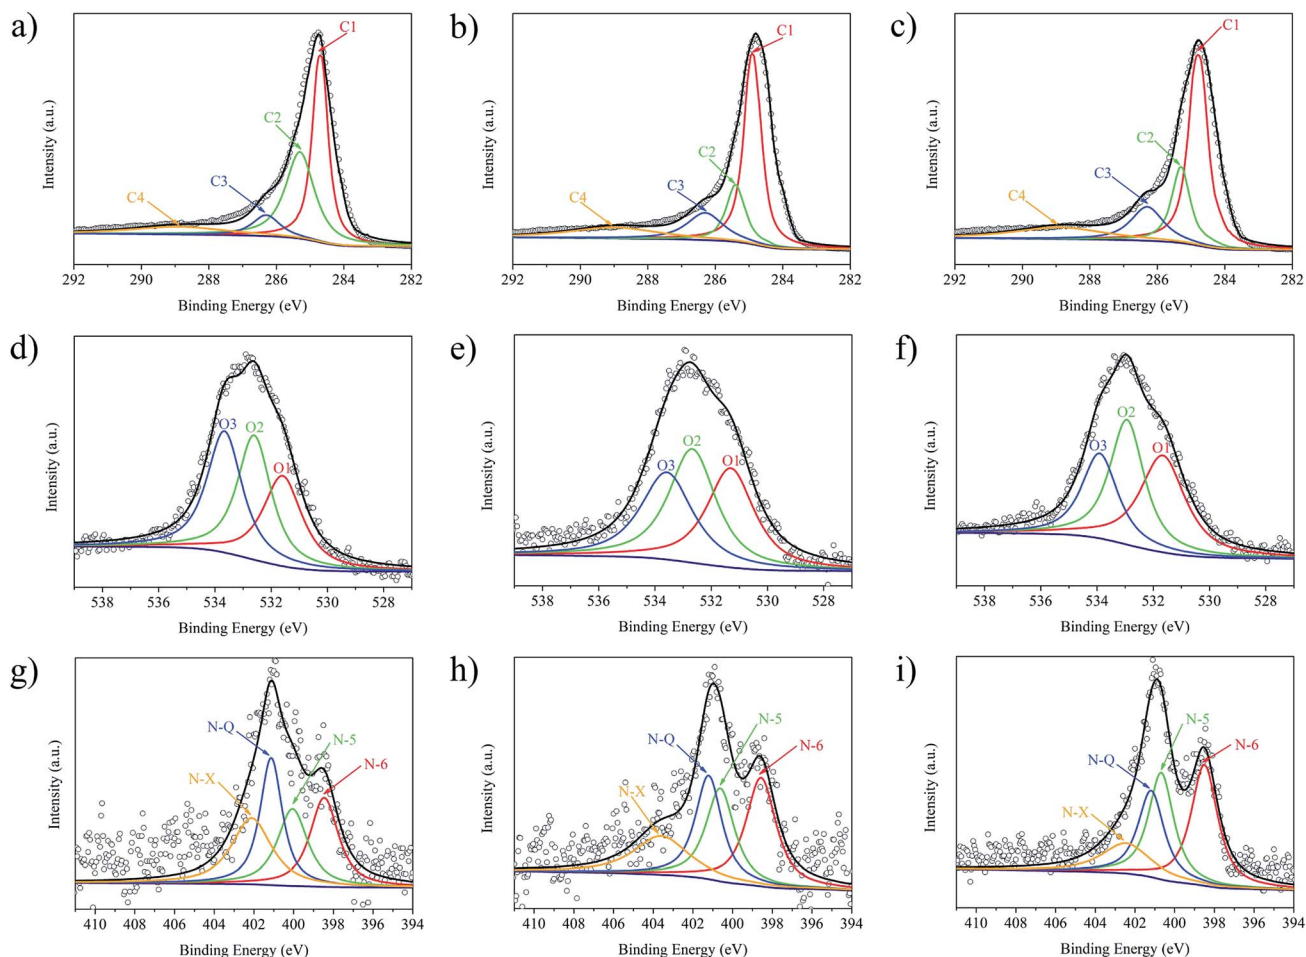 a)
C1
C2
C3
C4
Intensity (a.u.)
292 290 288 286 284 282
Binding Energy (eV)
b)
C1
C2
C3
C4
Intensity (a.u.)
292 290 288 286 284 282
Binding Energy (eV)
c)
C1
C2
C3
C4
Intensity (a.u.)
292 290 288 286 284 282
Binding Energy (eV)
d)
O3 O2
O1
Intensity (a.u.)
538 536 534 532 530 528
Binding Energy (eV)
e)
O2
O3 O1
Intensity (a.u.)
538 536 534 532 530 528
Binding Energy (eV)
f)
O2
O3 O1
Intensity (a.u.)
538 536 534 532 530 528
Binding Energy (eV)
g)
N-Q
N-5
N-6
N-X
Intensity (a.u.)
410 408 406 404 402 400 398 396 394
Binding Energy (eV)
h)
N-5
N-Q
N-6
N-X
Intensity (a.u.)
410 408 406 404 402 400 398 396 394
Binding Energy (eV)
i)
N-5
N-6
N-Q
N-X
Intensity (a.u.)
410 408 406 404 402 400 398 396 394
Binding Energy (eV)